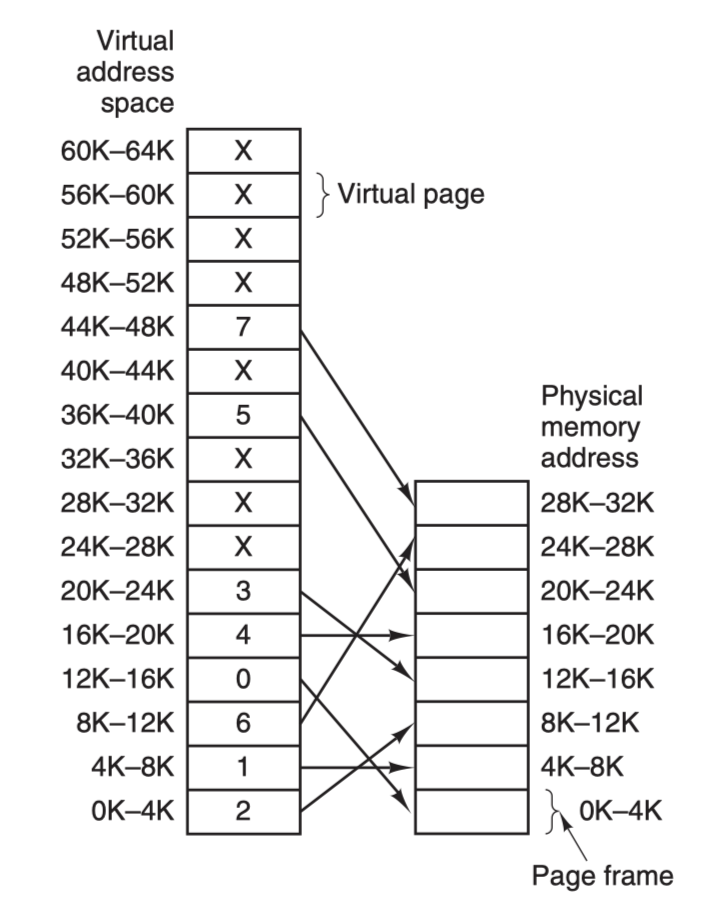 Virtual
address
space
60K–64K X
56K–60K X Virtual page
52K–56K X
48K–52K X
44K–48K 7
40K–44K X
36K–40K 5
32K–36K X
28K–32K X
24K–28K X
20K–24K 3
16K–20K 4
12K–16K 0
8K–12K 6
4K–8K 1
0K–4K 2
Physical
memory
address
28K–32K
24K–28K
20K–24K
16K–20K
12K–16K
8K–12K
4K–8K
0K–4K
Page frame